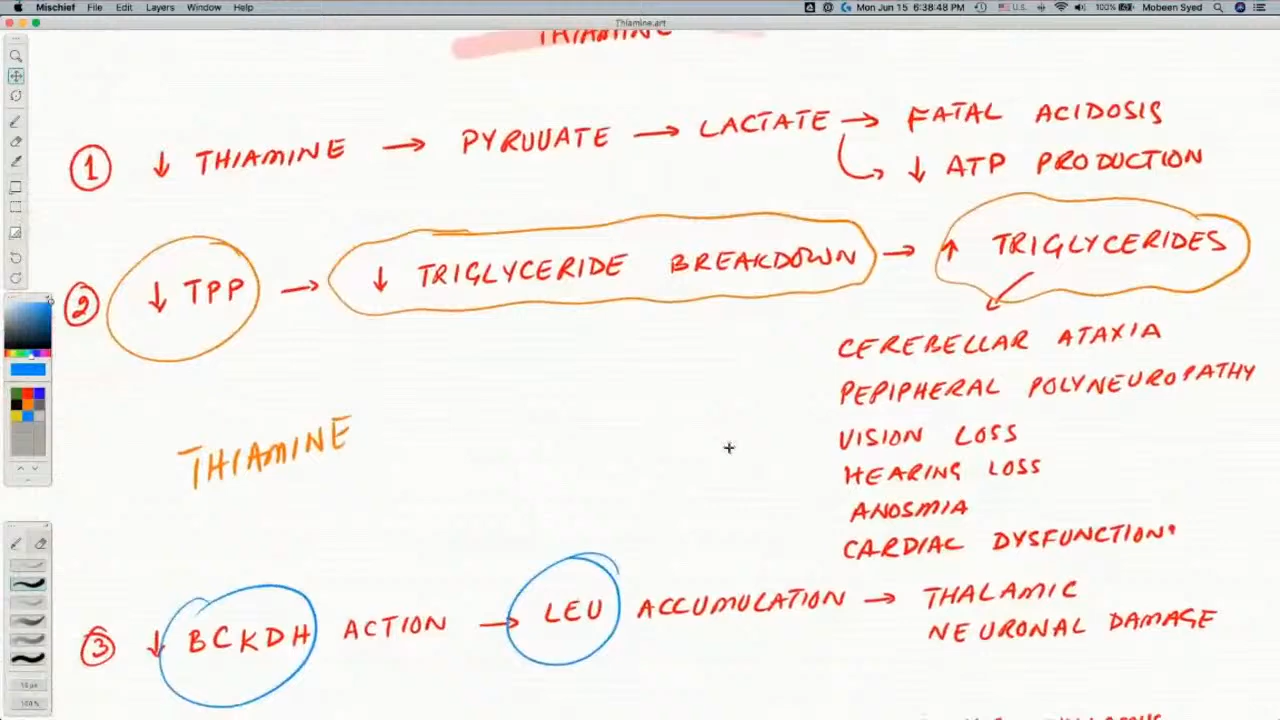 Mischief File Edit Layers Window Help 100% Mon Jun 15 6:38:48 PM Mobeen Syed
Thiamine.art
THIAMINE
① ↓ THIAMINE → PYRUVATE → LACTATE → FATAL ACIDOSIS
↓ ATP PRODUCTION
② ↓ TPP → ↓ TRIGLYCERIDE BREAKDOWN → ↑ TRIGLYCERIDES
CEREBELLAR ATAXIA
PEPIPHERAL POLYNEUROPATHY
VISION LOSS
HEARING LOSS
ANOSMIA
CARDIAC DYSFUNCTION
THIAMINE
③ ↓ BCKDH ACTION → LEU ACCUMULATION → THALAMIC
NEURONAL DAMAGE